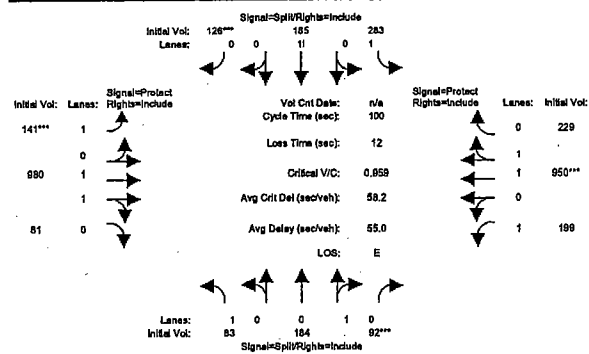 Signal=Split/Rights=Include
Initial Vol: 126*** 185 283
Lanes: 0 0 1! 0 1
Initial Vol: Lanes: Signal=Protect Rights=Include
Vol Cnt Date: n/a
Signal=Protect Rights=Include Lanes: Initial Vol:
Cycle Time (sec): 100
141*** 1 0 229
Loss Time (sec): 12
0 1
980 1 Critical V/C: 0.959 1 950***
1 Avg Crit Del (sec/veh): 58.2 0
81 0 Avg Delay (sec/veh): 55.0 1 199
LOS: E
Lanes: 1 0 0 1 0
Initial Vol: 83 184 92***
Signal=Split/Rights=Include